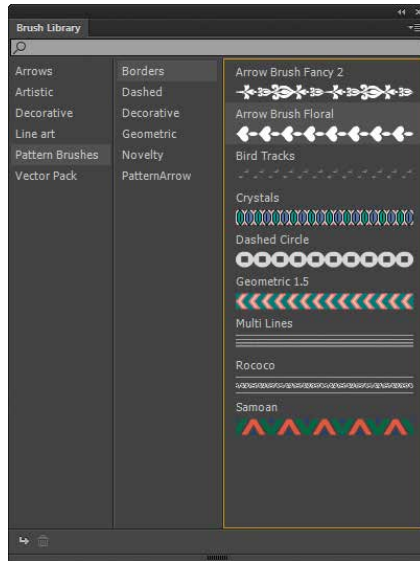 Brush Library
Arrows
Artistic
Decorative
Line art
Pattern Brushes
Vector Pack
Borders
Dashed
Decorative
Geometric
Novelty
PatternArrow
Arrow Brush Fancy 2
Arrow Brush Floral
Bird Tracks
Crystals
Dashed Circle
Geometric 1.5
Multi Lines
Rococo
Samoan